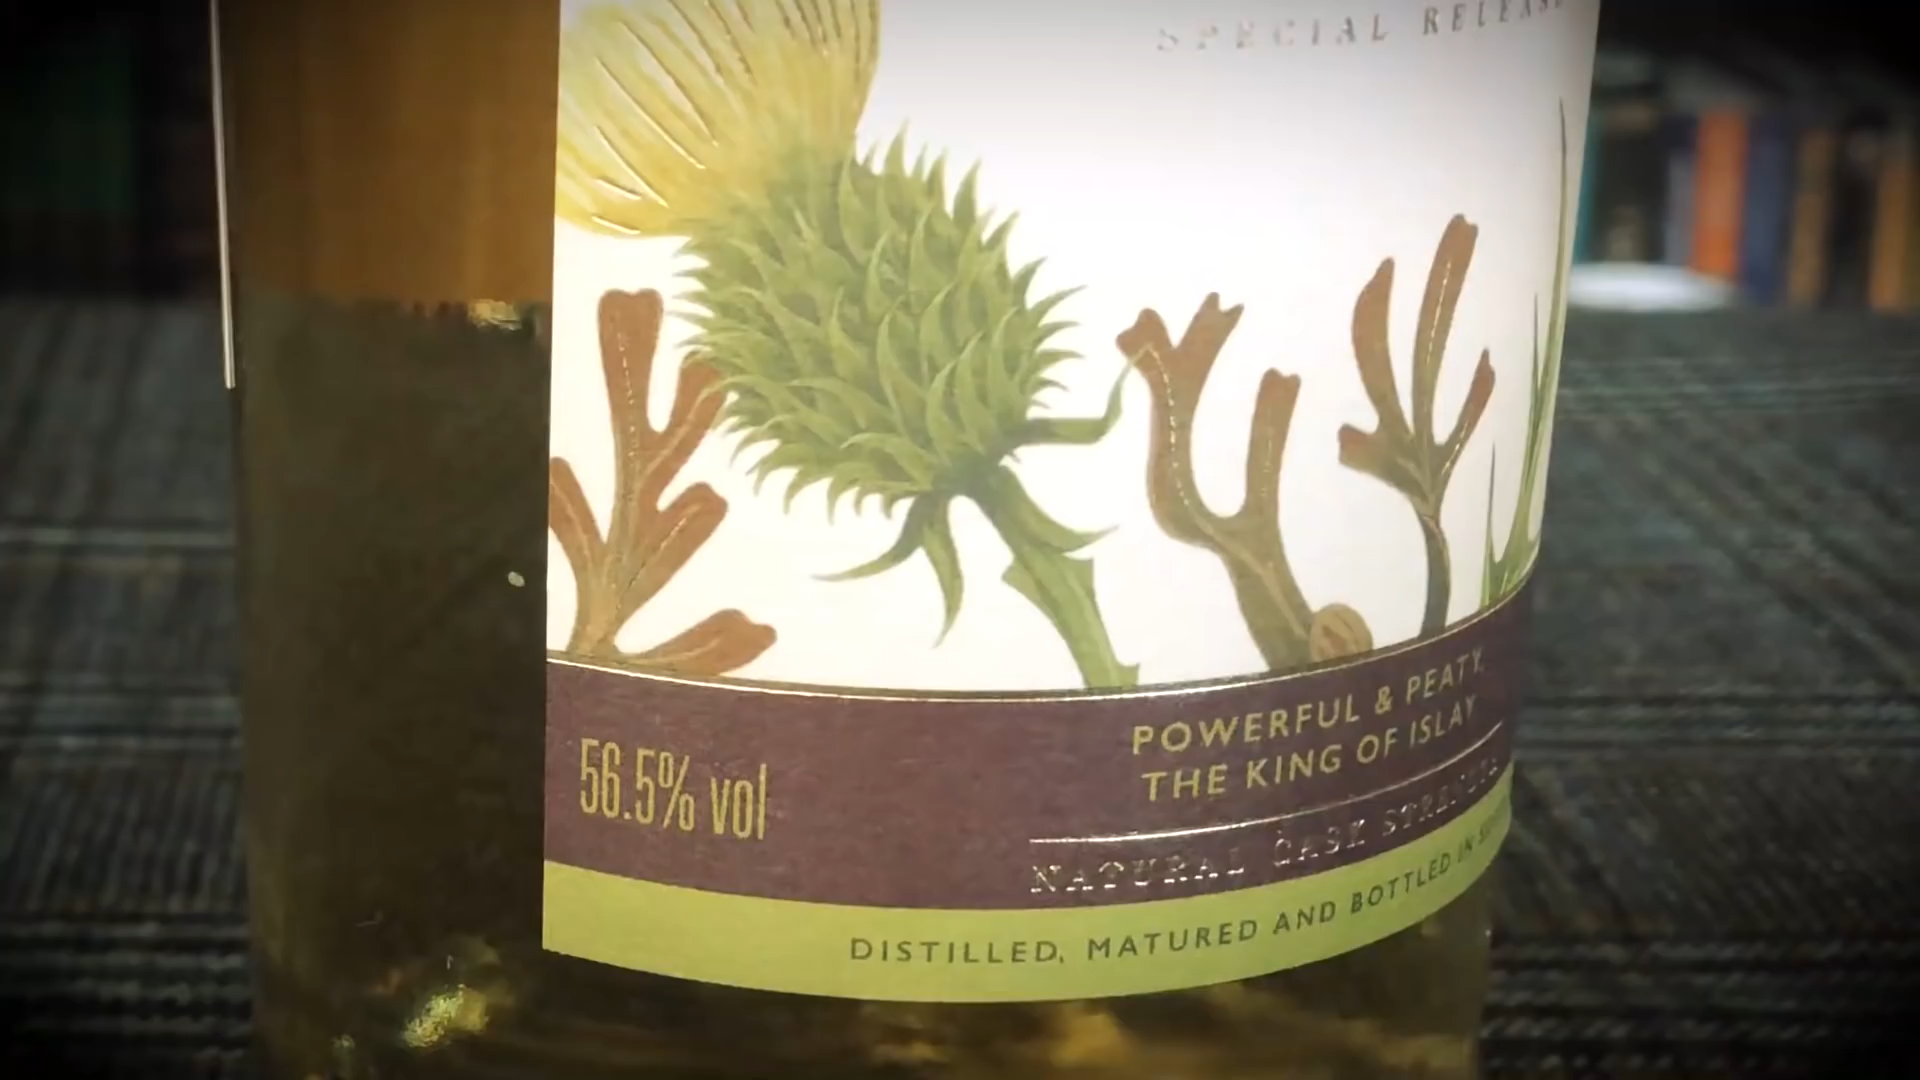 SPECIAL RELEASE
56.5% vol
POWERFUL & PEATY,
THE KING OF ISLAY
NATURAL CASK STRENGTH
DISTILLED, MATURED AND BOTTLED IN